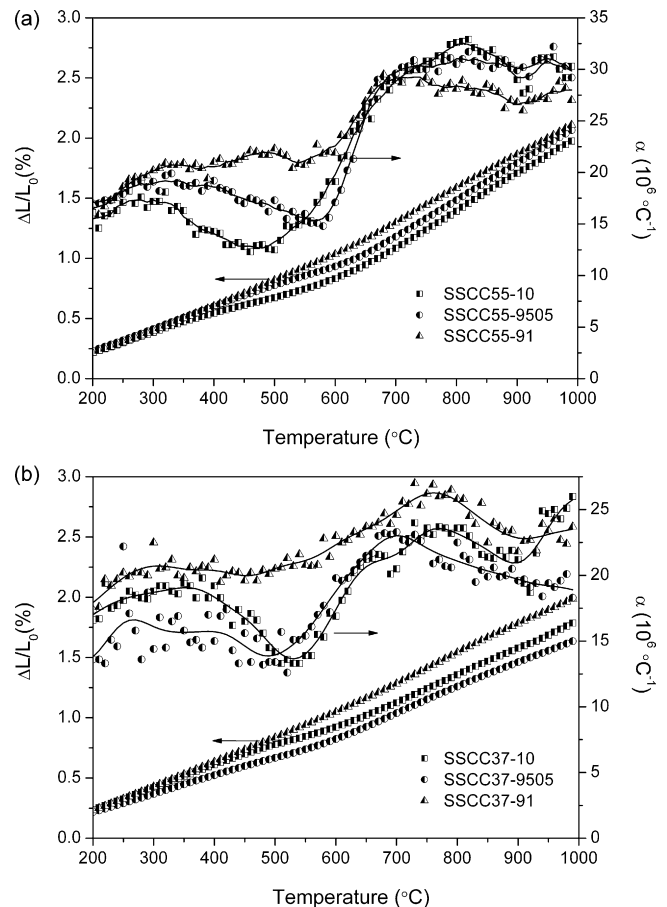 (a)
3.0
2.5
2.0
1.5
1.0
0.5
0.0
ΔL/L0(%)
35
30
25
20
15
10
5
0
α (10^6 °C^-1)
SSCC55-10
SSCC55-9505
SSCC55-91
200 300 400 500 600 700 800 900 1000
Temperature (°C)
(b)
3.0
2.5
2.0
1.5
1.0
0.5
0.0
ΔL/L0(%)
25
20
15
10
5
0
α (10^6 °C^-1)
SSCC37-10
SSCC37-9505
SSCC37-91
200 300 400 500 600 700 800 900 1000
Temperature (°C)